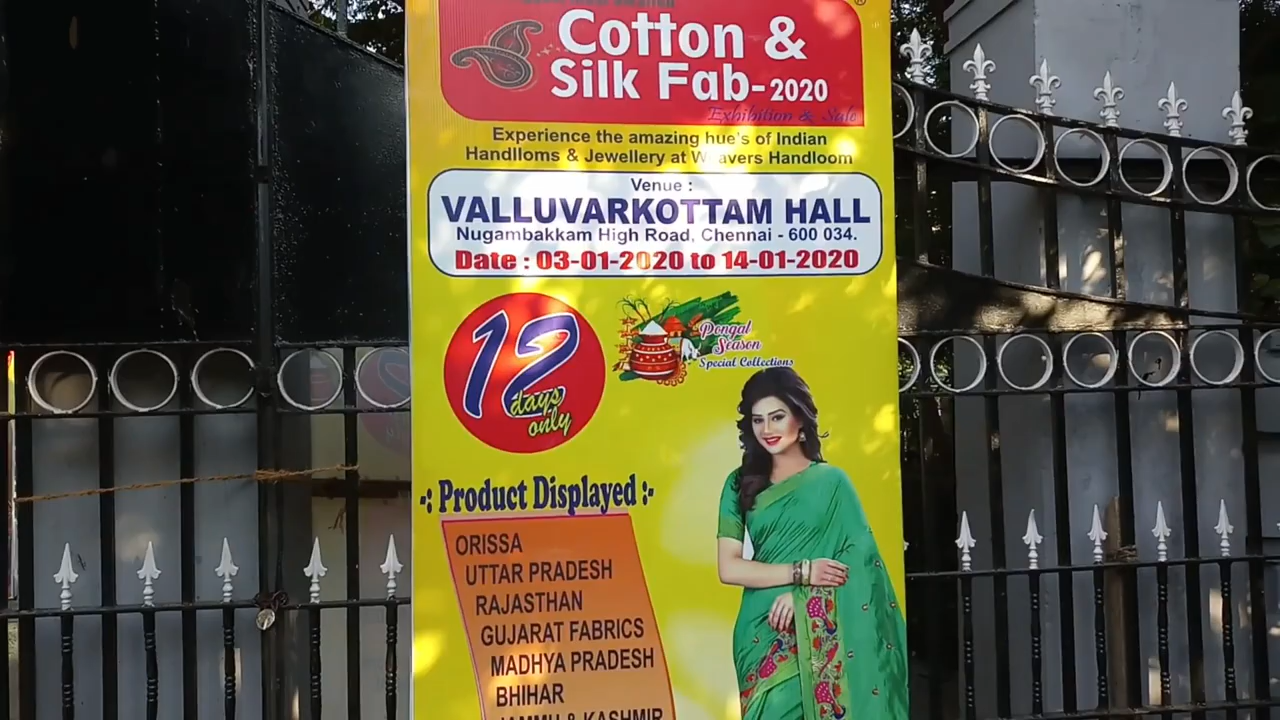 Cotton &
Silk Fab-2020
Exhibition & Sale
Experience the amazing hue's of Indian
Handlloms & Jewellery at Weavers Handloom
Venue :
VALLUVARKOTTAM HALL
Nugambakkam High Road, Chennai - 600 034.
Date : 03-01-2020 to 14-01-2020
12
days
only
Pongal
Season
Special Collections
-: Product Displayed :-
ORISSA
UTTAR PRADESH
RAJASTHAN
GUJARAT FABRICS
MADHYA PRADESH
BHIHAR
JAMMU & KASHMIR